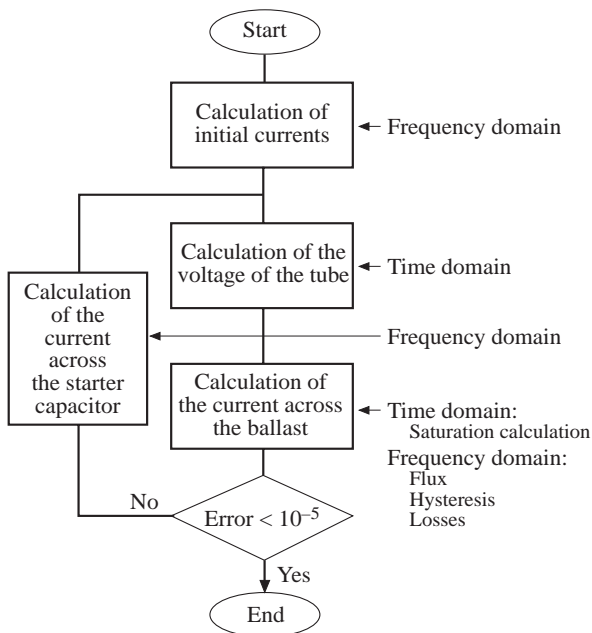 Start
Calculation of
initial currents
Frequency domain
Calculation of the
voltage of the tube
Time domain
Calculation
of the
current
across
the starter
capacitor
Frequency domain
Calculation of
the current across
the ballast
Time domain:
Saturation calculation
Frequency domain:
Flux
Hysteresis
Losses
No
Error < 10⁻⁵
Yes
End